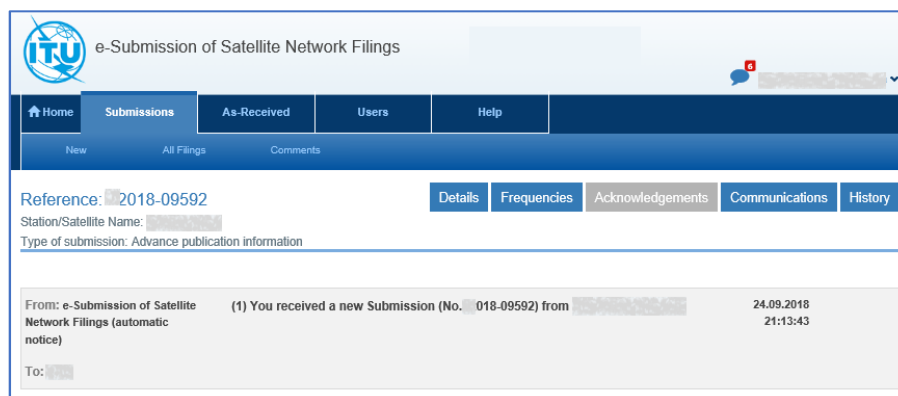 ITU
e-Submission of Satellite Network Filings
6
Home Submissions As-Received Users Help
New All Filings Comments
Reference: 2018-09592
Details Frequencies Acknowledgements Communications History
Station/Satellite Name:
Type of submission: Advance publication information
From: e-Submission of Satellite
Network Filings (automatic
notice)
(1) You received a new Submission (No. 018-09592) from
24.09.2018
21:13:43
To: